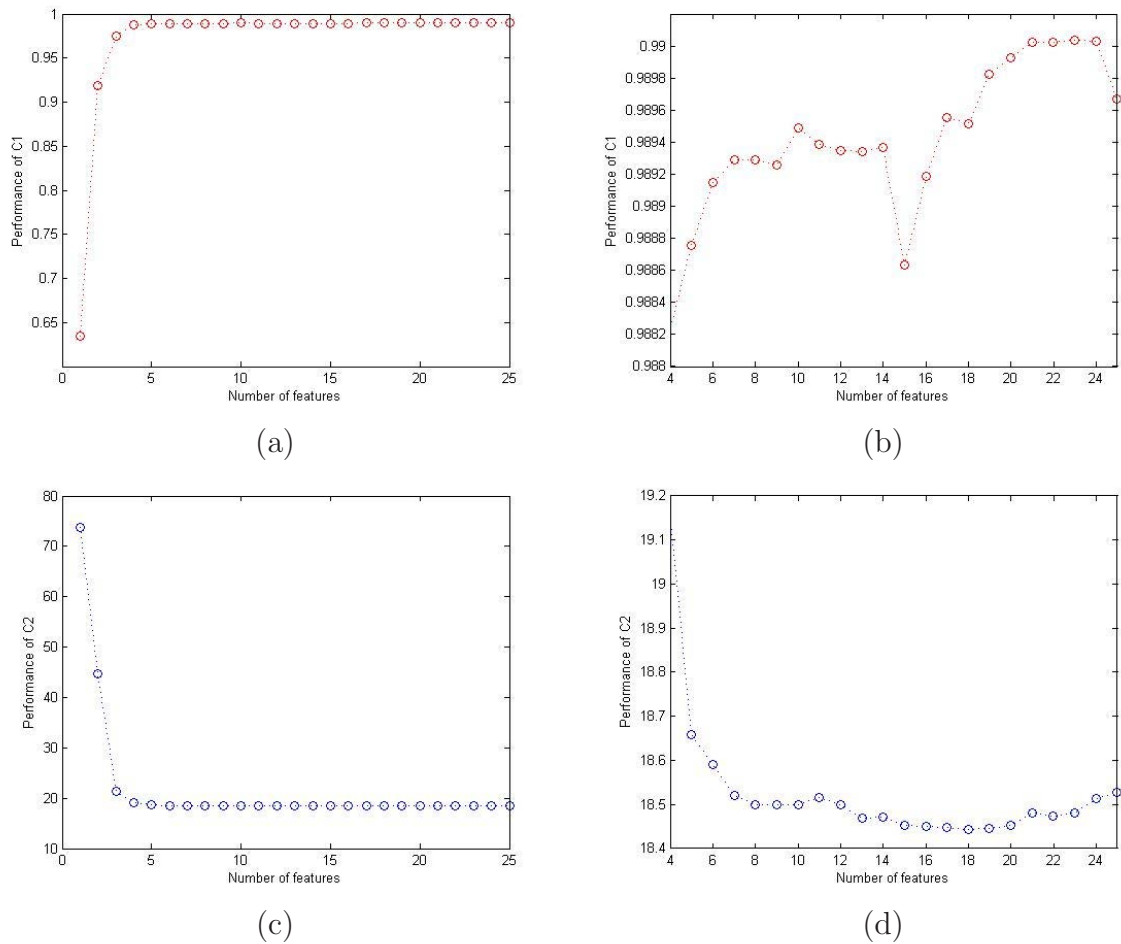 1
0.95
0.9
0.85
0.8
0.75
0.7
0.65
0 5 10 15 20 25
Performance of C1
Number of features
(a)
0.99
0.9898
0.9896
0.9894
0.9892
0.989
0.9888
0.9886
0.9884
0.9882
0.988
4 6 8 10 12 14 16 18 20 22 24
Performance of C1
Number of features
(b)
80
70
60
50
40
30
20
10
0 5 10 15 20 25
Performance of C2
Number of features
(c)
19.2
19.1
19
18.9
18.8
18.7
18.6
18.5
18.4
4 6 8 10 12 14 16 18 20 22 24
Performance of C2
Number of features
(d)